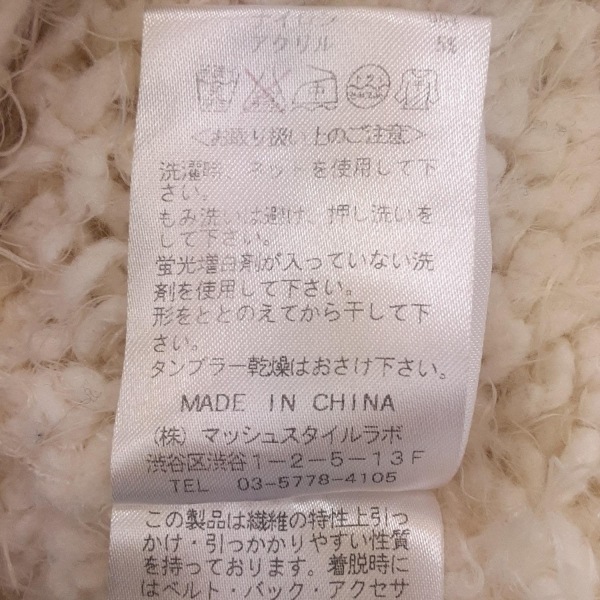 ナイロン 95%
アクリル 5%
<お取り扱い上のご注意>
洗濯時、ネットを使用して下
さい。
もみ洗いは避け、押し洗いを
して下さい。
蛍光増白剤が入っていない洗
剤を使用して下さい。
形をととのえてから干して下
さい。
タンブラー乾燥はおさけ下さい。
MADE IN CHINA
(株) マッシュスタイルラボ
渋谷区渋谷1-2-5-13F
TEL 03-5778-4105
この製品は繊維の特性上引っ
かけ・引っかかりやすい性質
を持っております。着脱時に
はベルト・バック・アクセサ